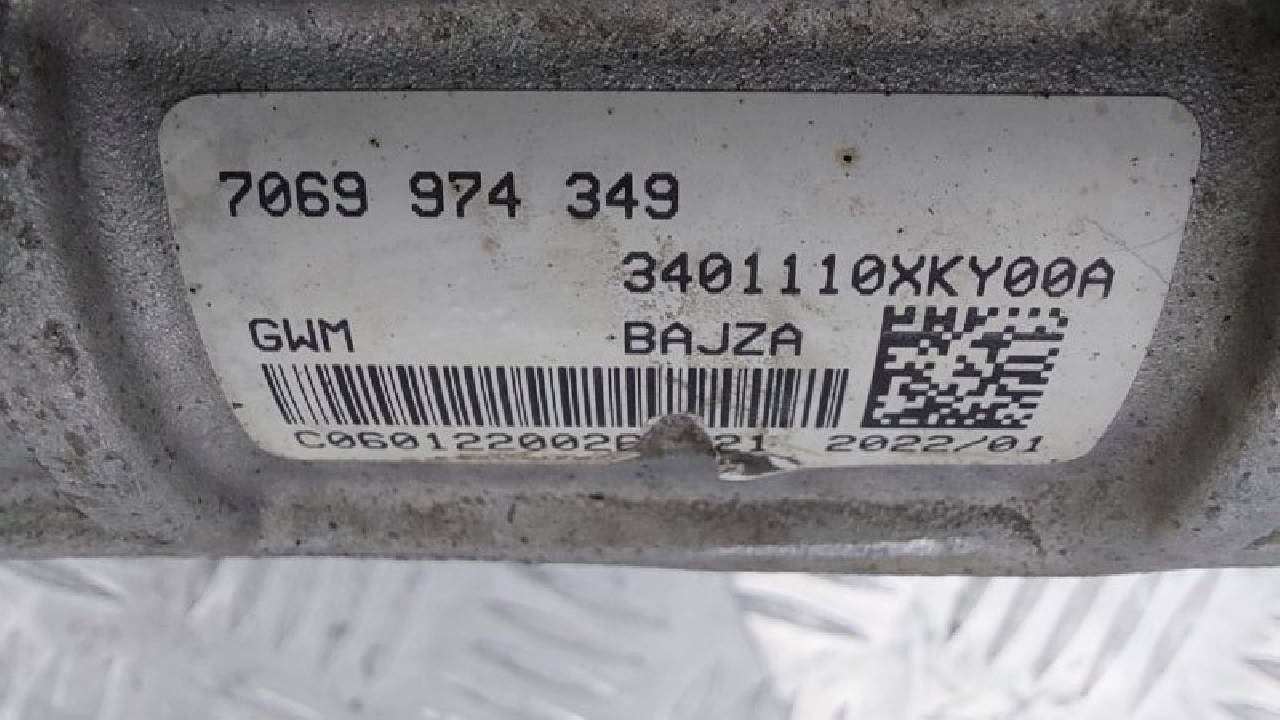 7069 974 349
3401110XKY00A
GWM BAJZA
2022/01